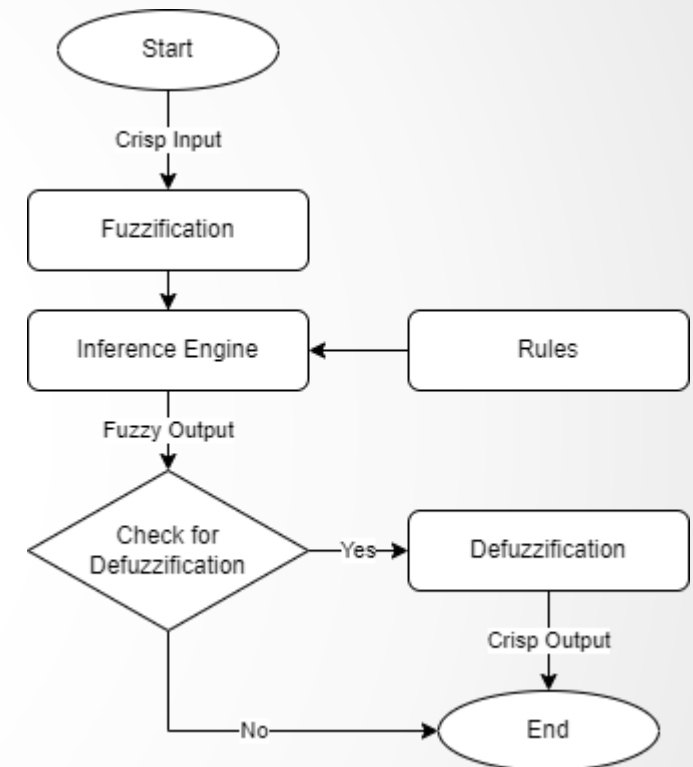 Start
Crisp Input
Fuzzification
Inference Engine
Rules
Fuzzy Output
Check for
Defuzzification
Yes
Defuzzification
Crisp Output
No
End